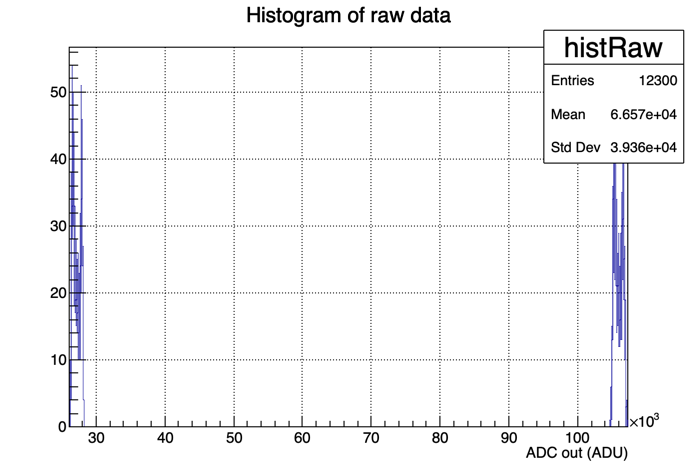 Histogram of raw data
histRaw
Entries 12300
Mean 6.657e+04
Std Dev 3.936e+04
50
40
30
20
10
0
30 40 50 60 70 80 90 100 ×10³
ADC out (ADU)